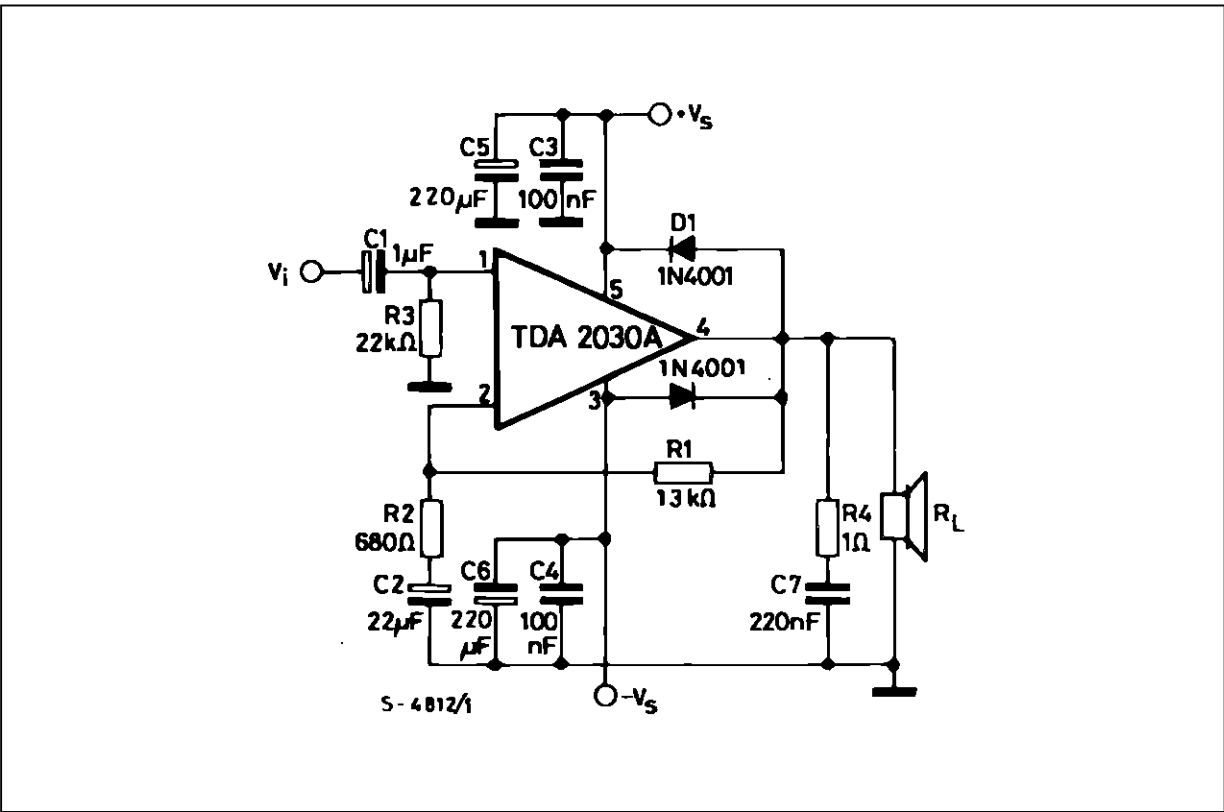 +Vs
C5
220µF
C3
100nF
D1
1N4001
C1
1µF
Vi
1
R3
22kΩ
5
TDA 2030A
4
1N4001
2
3
R1
13kΩ
R2
680Ω
C2
22µF
C6
220
µF
C4
100
nF
R4
1Ω
C7
220nF
RL
-Vs
S-4812/1